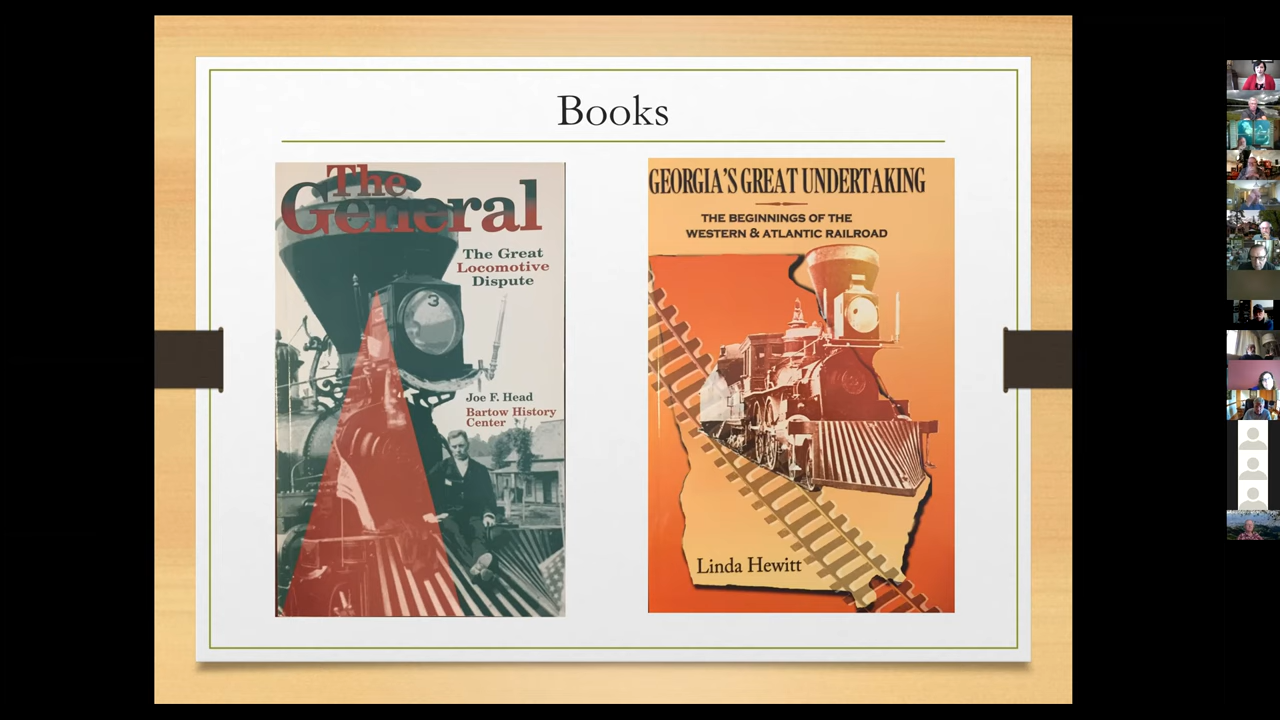 Books
The
General
The Great
Locomotive
Dispute
3
Joe F. Head
Bartow History
Center
GEORGIA'S GREAT UNDERTAKING
THE BEGINNINGS OF THE
WESTERN & ATLANTIC RAILROAD
Linda Hewitt